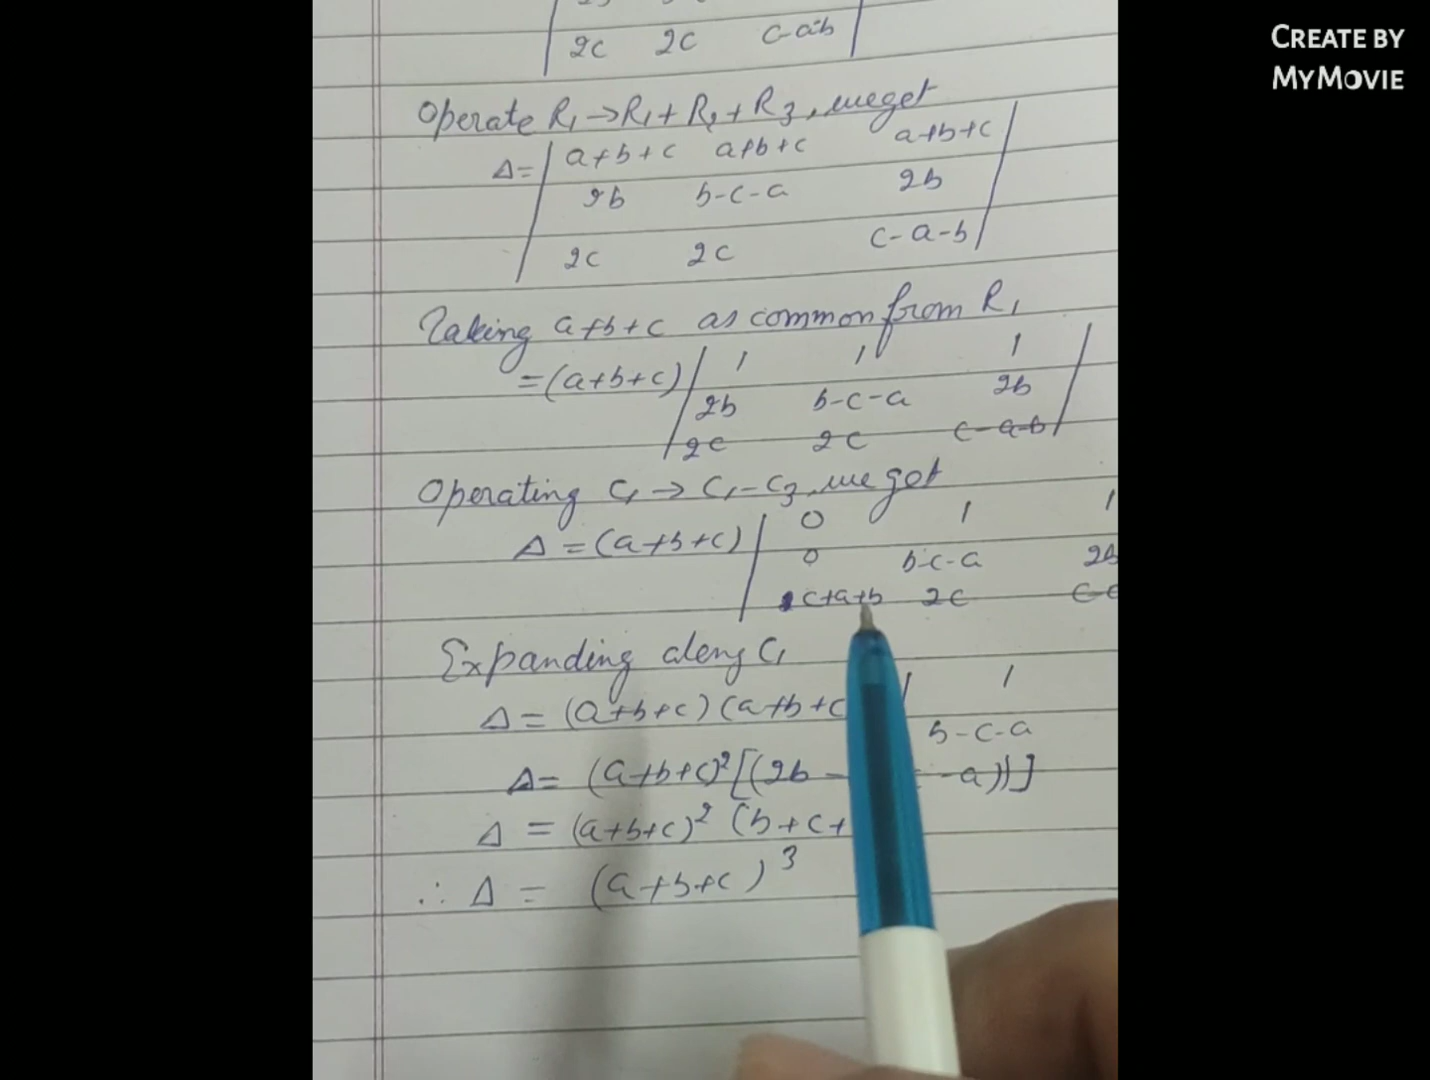 2c 2c c-a-b
CREATE BY
MYMOVIE
Operate R₁→R₁+R₂+R₃, we get
Δ= | a+b+c a+b+c a+b+c |
2b b-c-a 2b
2c 2c c-a-b
Taking a+b+c as common from R₁
=(a+b+c) | 1 1 1 |
2b b-c-a 2b
2c 2c c-a-b
Operating C₁→C₁-C₃, we get
Δ=(a+b+c) | 0 1 1
0 b-c-a 2b
c+a+b 2c c-
Expanding along C₁
1
Δ=(a+b+c)(a+b+c
b-c-a
Δ= (a+b+c)²[(2b - -a))]
Δ = (a+b+c)² (b+c+
∴ Δ = (a+b+c)³